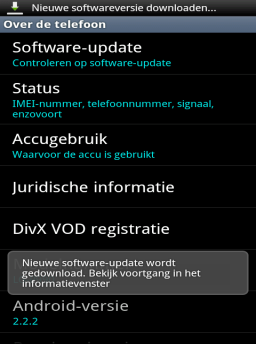 Nieuwe softwareversie downloaden...
Over de telefoon
Software-update
Controleren op software-update
Status
IMEI-nummer, telefoonnummer, signaal,
enzovoort
Accugebruik
Waarvoor de accu is gebruikt
Juridische informatie
DivX VOD registratie
Nieuwe software-update wordt
gedownload. Bekijk voortgang in het
informatievenster
Android-versie
2.2.2